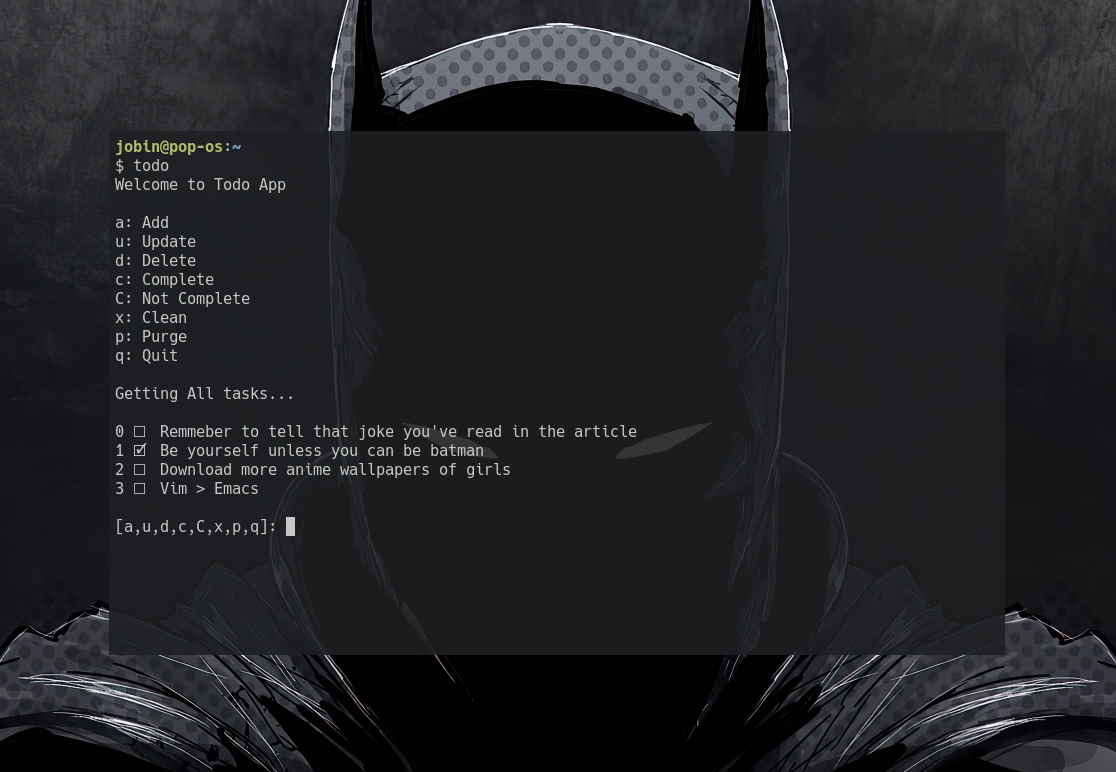 jobin@pop-os:~
$ todo
Welcome to Todo App
a: Add
u: Update
d: Delete
c: Complete
C: Not Complete
x: Clean
p: Purge
q: Quit
Getting All tasks...
0 ☐ Remmeber to tell that joke you've read in the article
1 ☑ Be yourself unless you can be batman
2 ☐ Download more anime wallpapers of girls
3 ☐ Vim > Emacs
[a,u,d,c,C,x,p,q]: